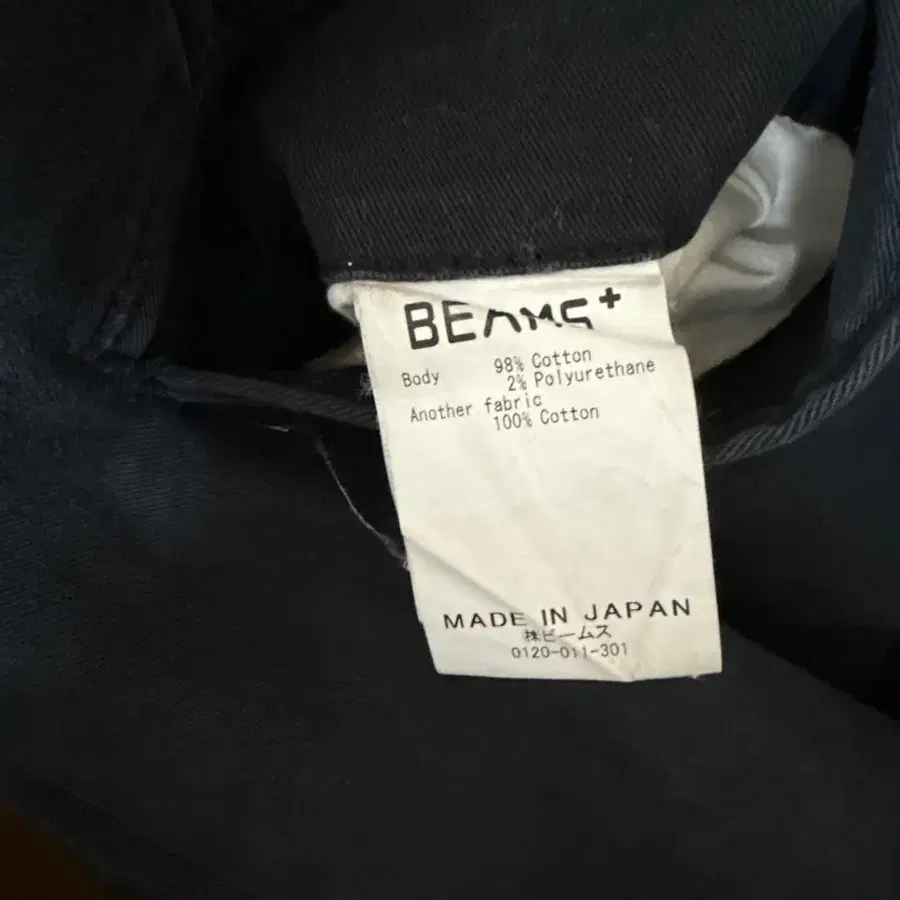 BEAMS+
Body 98% Cotton
2% Polyurethane
Another fabric
100% Cotton
MADE IN JAPAN
㈱ビームス
0120-011-301